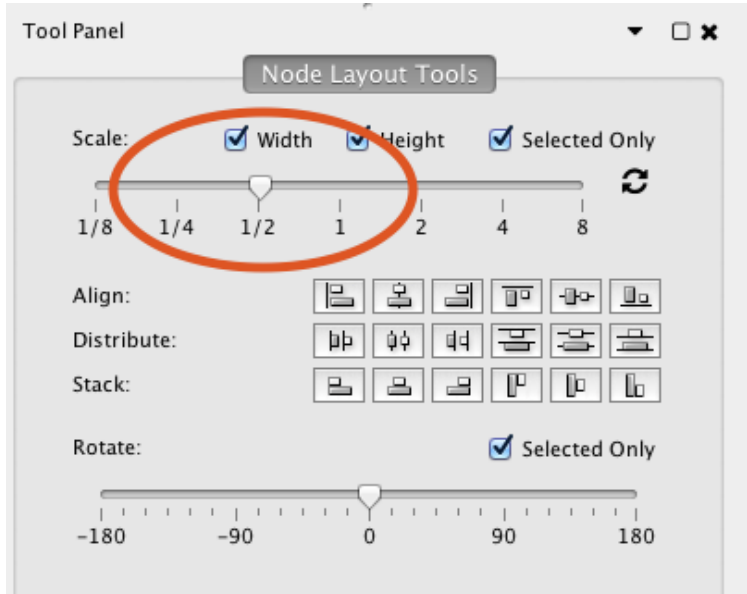 Tool Panel
Node Layout Tools
Scale: Width Height Selected Only
1/8 1/4 1/2 1 2 4 8
Align:
Distribute:
Stack:
Rotate: Selected Only
-180 -90 0 90 180